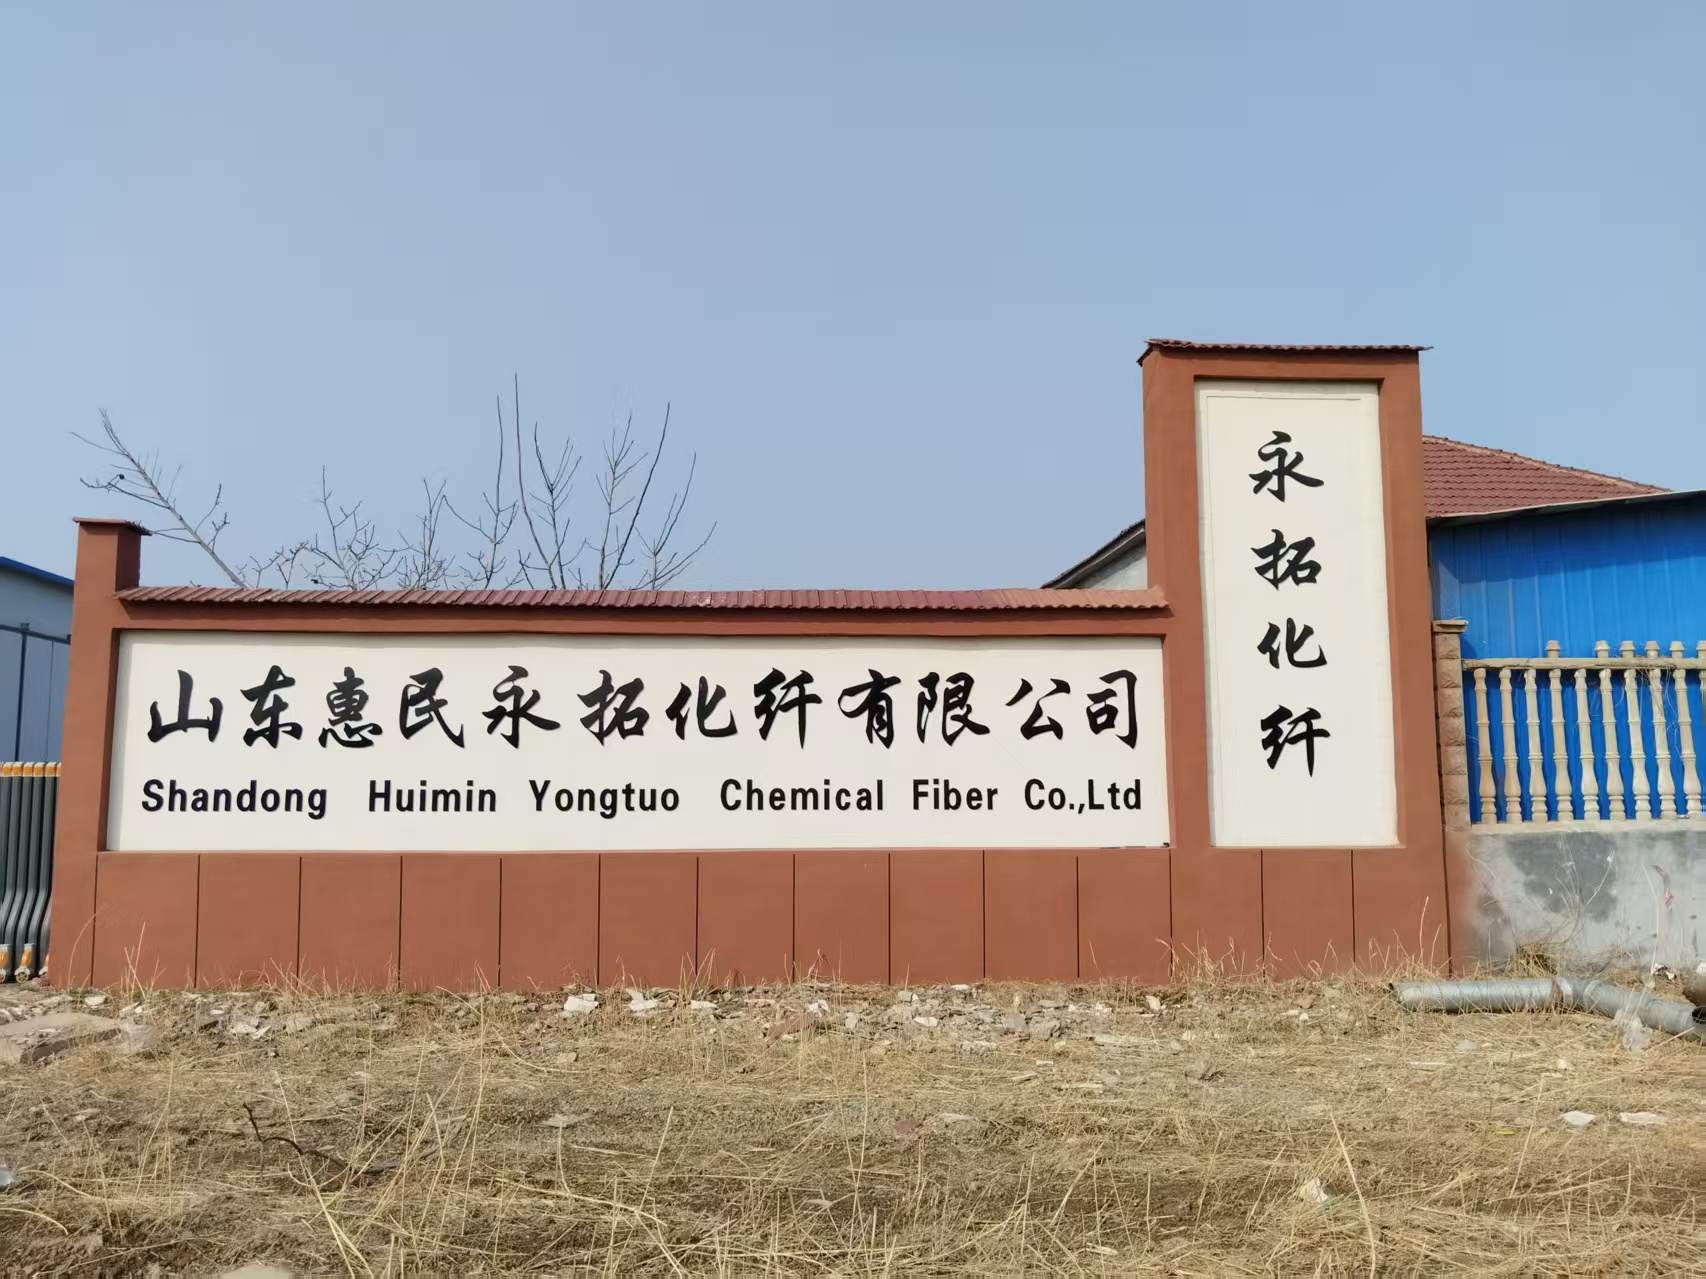 山东惠民永拓化纤有限公司
Shandong Huimin Yongtuo Chemical Fiber Co.,Ltd
永拓化纤